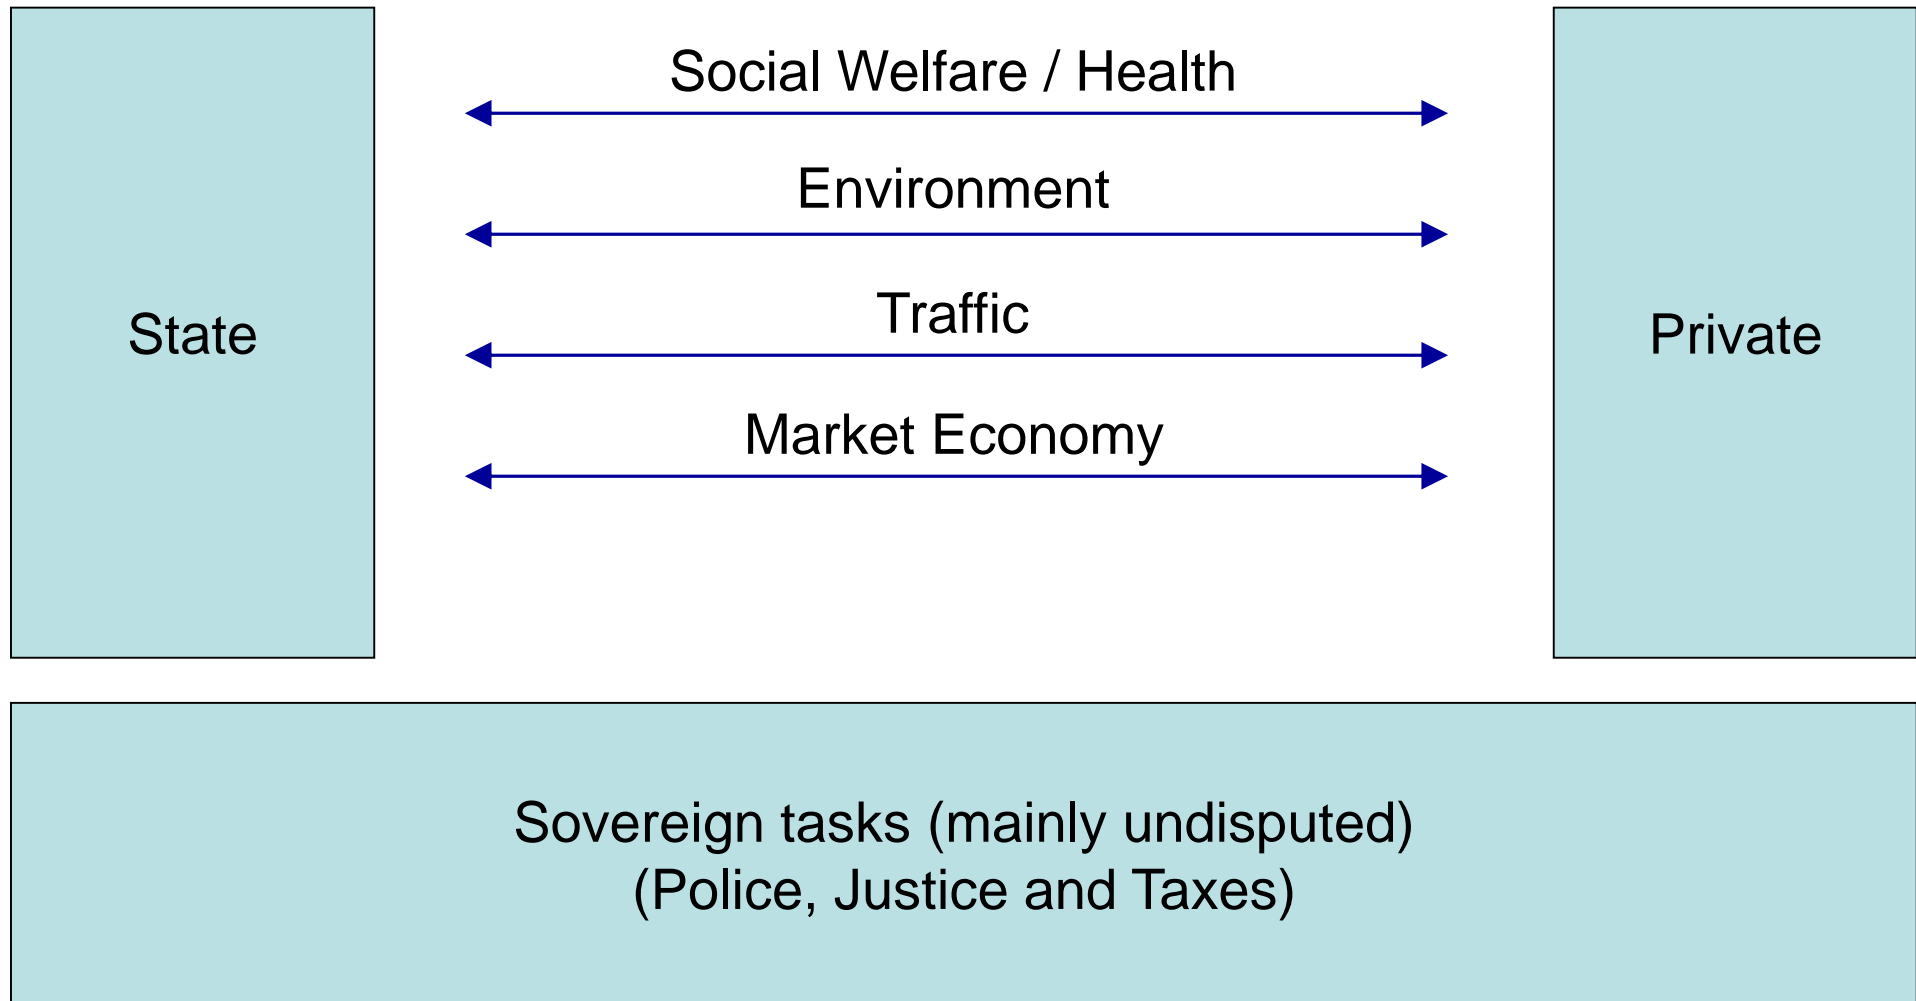 Social Welfare / Health
Environment
Traffic
Market Economy
State
Private
Sovereign tasks (mainly undisputed)
(Police, Justice and Taxes)